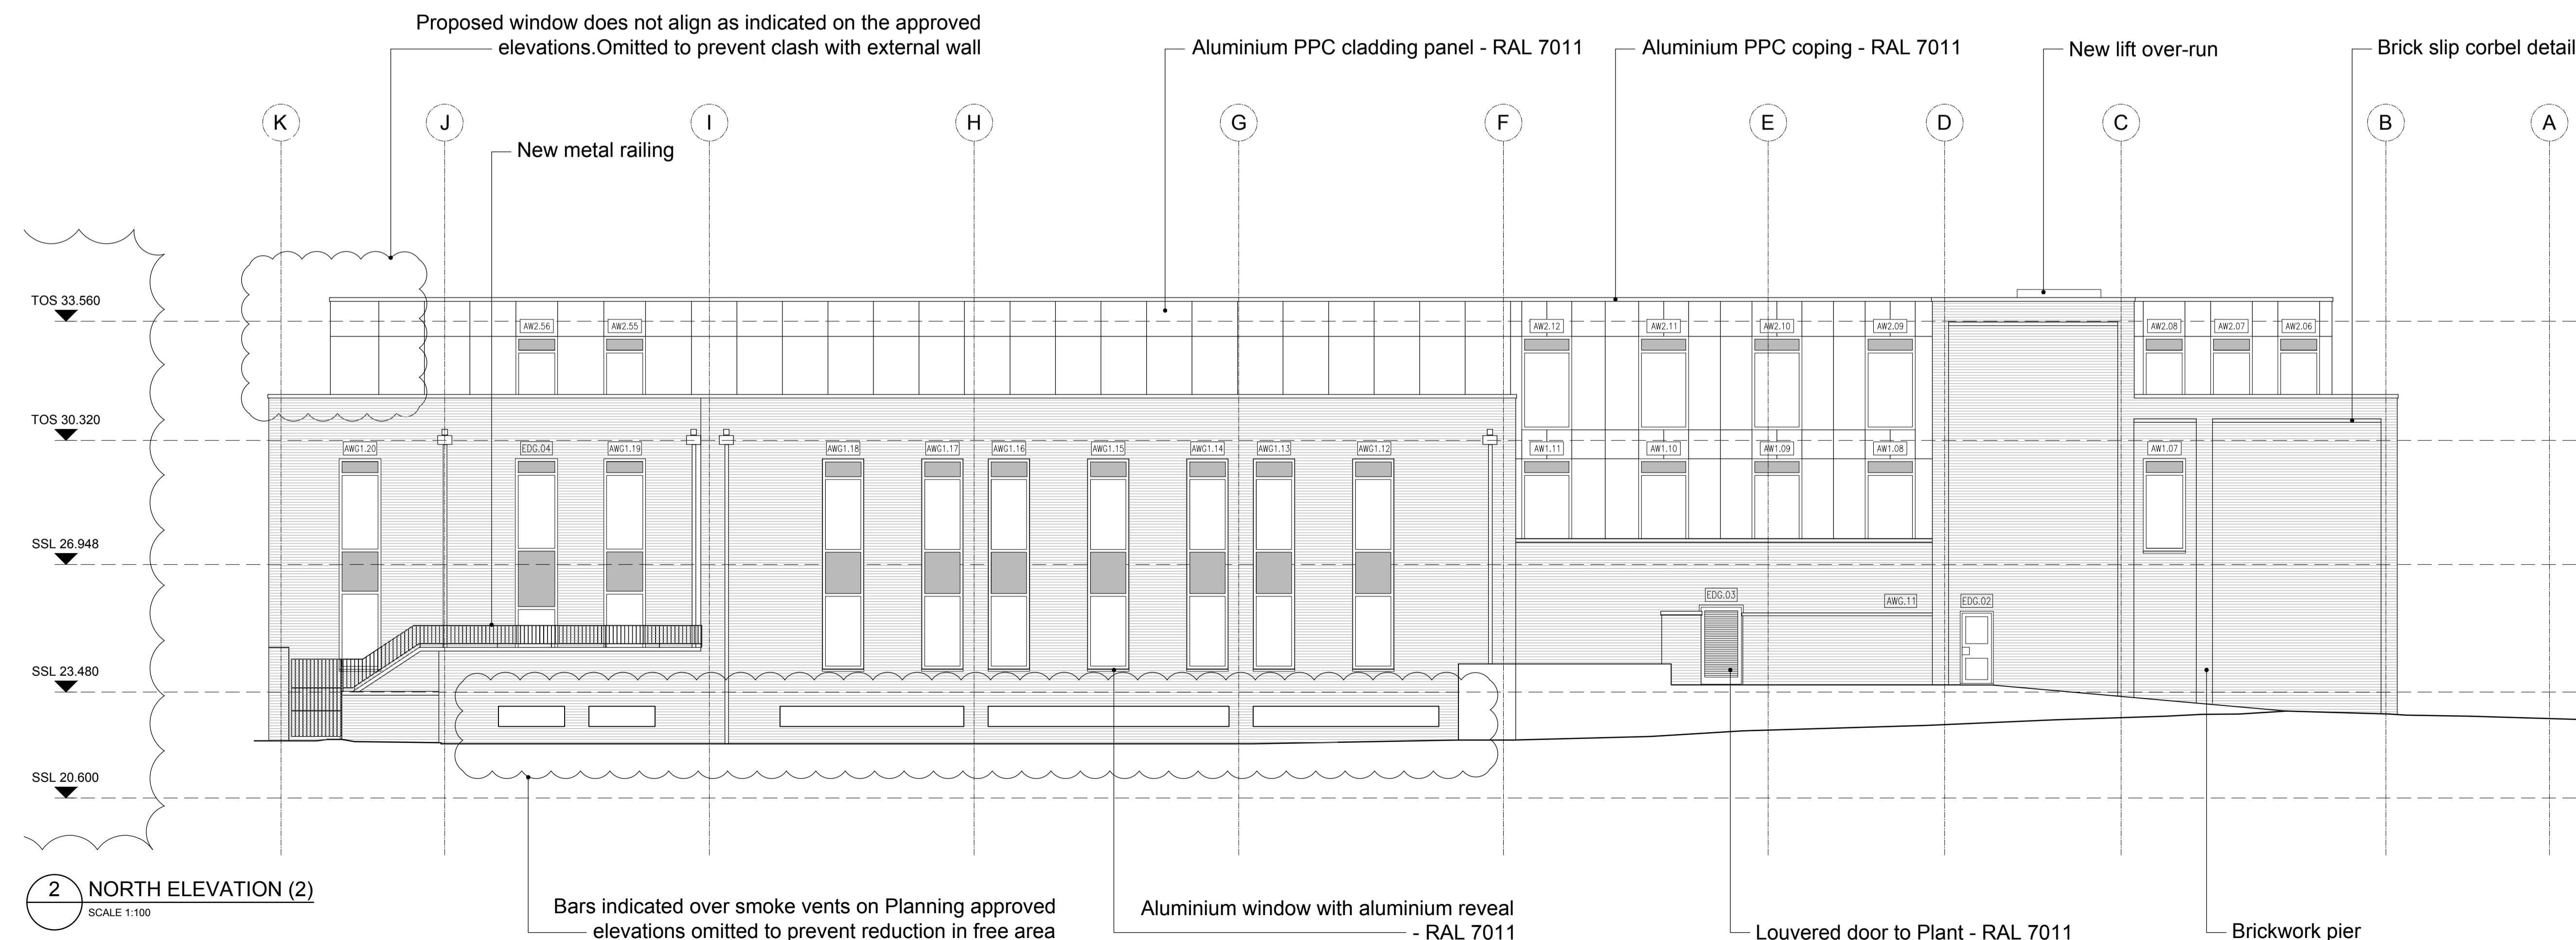 Proposed window does not align as indicated on the approved
elevations.Omitted to prevent clash with external wall
Aluminium PPC cladding panel - RAL 7011
Aluminium PPC coping - RAL 7011
New lift over-run
Brick slip corbel detail
K
J
I
H
G
F
E
D
C
B
A
New metal railing
TOS 33.560
AW2.56
AW2.55
AW2.12
AW2.11
AW2.10
AW2.09
AW2.08
AW2.07
AW2.06
TOS 30.320
AWG1.20
EDG.04
AWG1.19
AWG1.18
AWG1.17
AWG1.16
AWG1.15
AWG1.14
AWG1.13
AWG1.12
AW1.11
AW1.10
AW1.09
AW1.08
AW1.07
SSL 26.948
EDG.03
AWG.11
EDG.02
SSL 23.480
SSL 20.600
2
NORTH ELEVATION (2)
SCALE 1:100
Bars indicated over smoke vents on Planning approved
elevations omitted to prevent reduction in free area
Aluminium window with aluminium reveal
- RAL 7011
Louvered door to Plant - RAL 7011
Brickwork pier